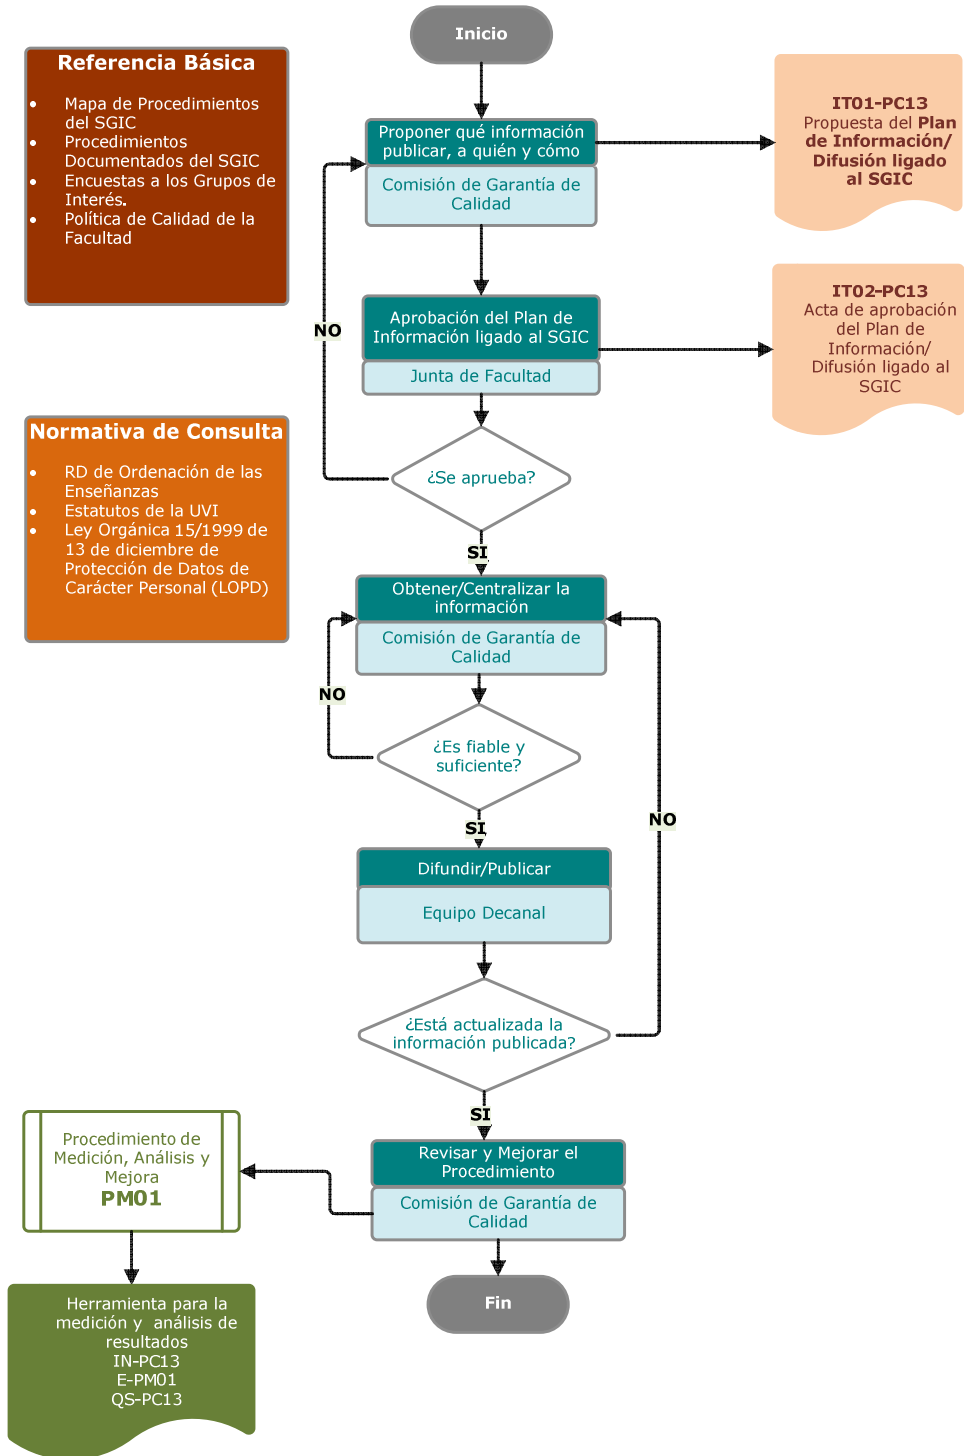 Inicio
Referencia Básica
• Mapa de Procedimientos
del SGIC
• Procedimientos
Documentados del SGIC
• Encuestas a los Grupos de
Interés.
• Política de Calidad de la
Facultad
Proponer qué información
publicar, a quién y cómo
Comisión de Garantía de
Calidad
IT01-PC13
Propuesta del Plan
de Información/
Difusión ligado
al SGIC
NO
Aprobación del Plan de
Información ligado al SGIC
Junta de Facultad
IT02-PC13
Acta de aprobación
del Plan de
Información/
Difusión ligado al
SGIC
Normativa de Consulta
• RD de Ordenación de las
Enseñanzas
• Estatutos de la UVI
• Ley Orgánica 15/1999 de
13 de diciembre de
Protección de Datos de
Carácter Personal (LOPD)
¿Se aprueba?
SI
Obtener/Centralizar la
información
Comisión de Garantía de
Calidad
NO
¿Es fiable y
suficiente?
SI
NO
Difundir/Publicar
Equipo Decanal
¿Está actualizada la
información publicada?
SI
Revisar y Mejorar el
Procedimiento
Comisión de Garantía de
Calidad
Procedimiento de
Medición, Análisis y
Mejora
PM01
Fin
Herramienta para la
medición y análisis de
resultados
IN-PC13
E-PM01
QS-PC13